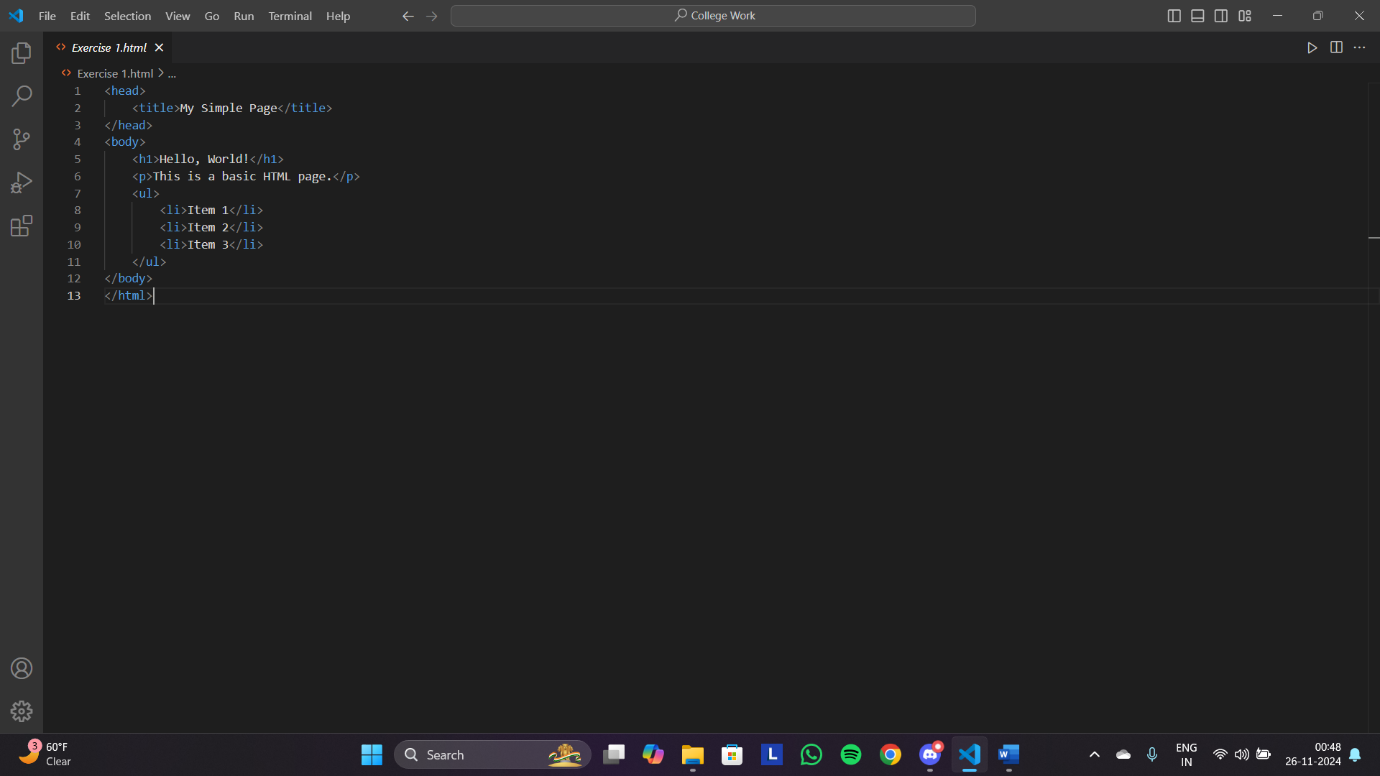 File Edit Selection View Go Run Terminal Help College Work
Exercise 1.html
Exercise 1.html > ...
1 <head>
2     <title>My Simple Page</title>
3 </head>
4 <body>
5     <h1>Hello, World!</h1>
6     <p>This is a basic HTML page.</p>
7     <ul>
8         <li>Item 1</li>
9         <li>Item 2</li>
10         <li>Item 3</li>
11     </ul>
12 </body>
13 </html>
3 60°F
Clear
Search
L
W
ENG
IN
00:48
26-11-2024